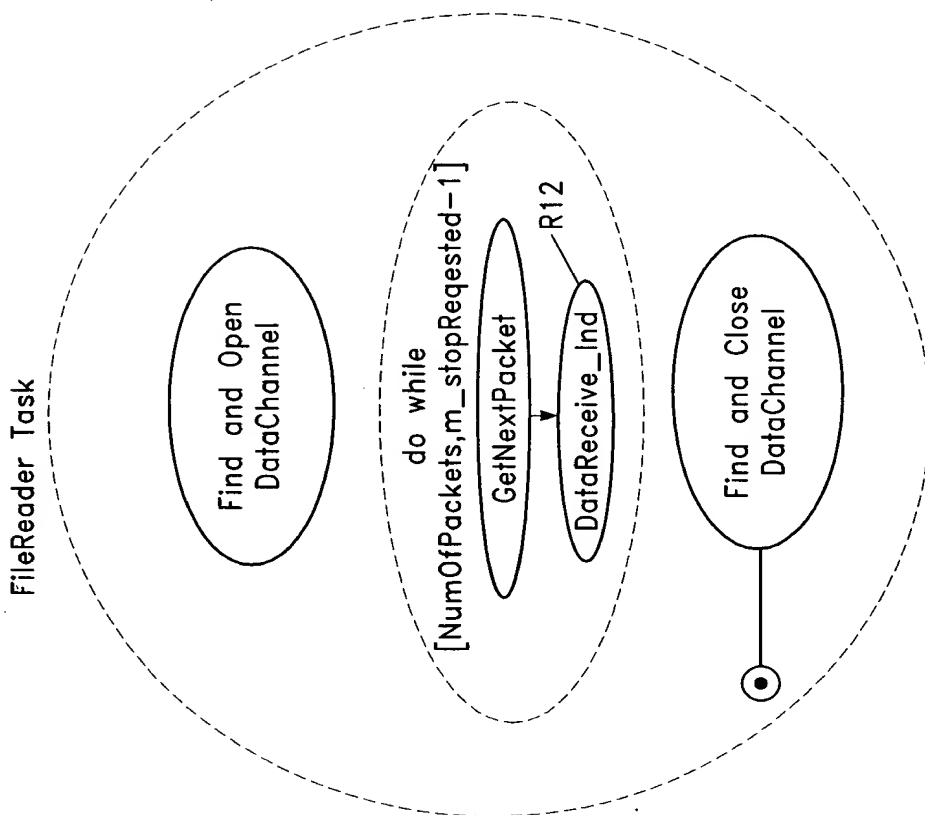 FileReader Task
Find and Open
DataChannel
do while
[NumOfPackets,m_stopReqested-1]
GetNextPacket
DataReceive_Ind
R12
Find and Close
DataChannel